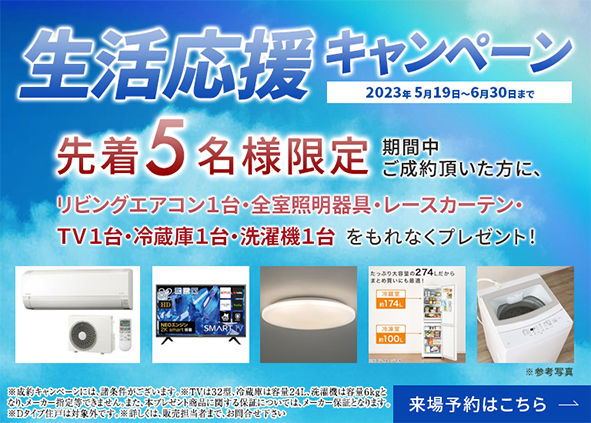 生活応援キャンペーン
2023年 5月19日～6月30日まで
先着5名様限定
期間中
ご成約頂いた方に、
リビングエアコン1台・全室照明器具・レースカーテン・
TV1台・冷蔵庫1台・洗濯機1台 をもれなくプレゼント！
HD
NEOエンジン
2K smart 搭載
SMART TV
たっぷり大容量の274Lだから
まとめ買いにも最適！
冷蔵室
約174L
冷凍室
約100L
※参考写真
※成約キャンペーンには、諸条件がございます。※TVは32型、冷蔵庫は容量24L、洗濯機は容量6kgと
なり、メーカー指定等できません。また、本プレゼント商品に関する保証については、メーカー保証となります。
※Dタイプ住戸は対象外です。※詳しくは、販売担当者まで、お問合せ下さい
来場予約はこちら →